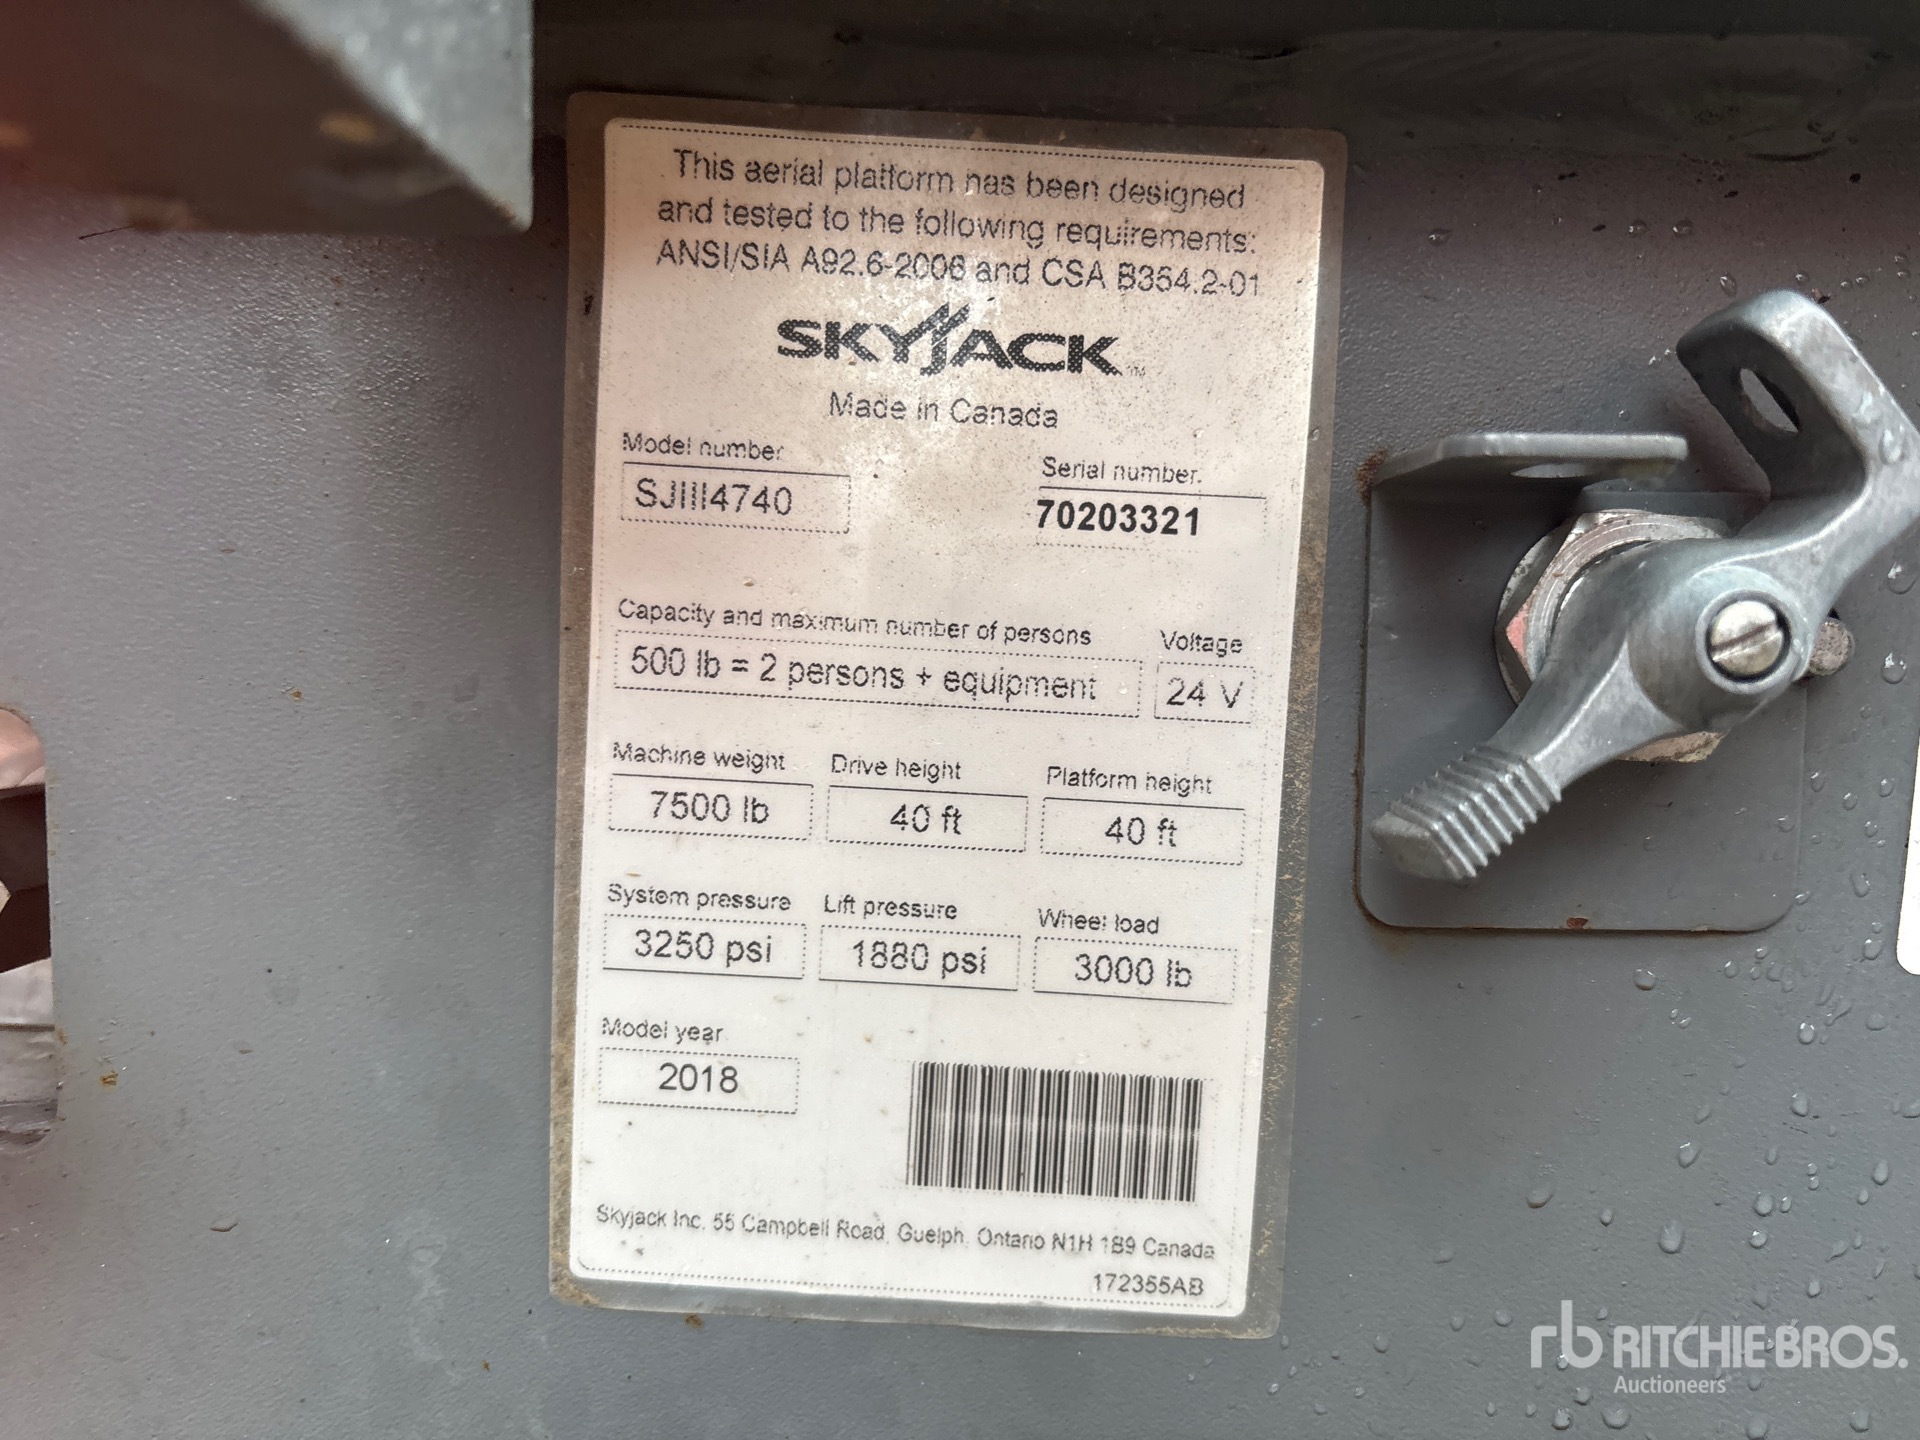 This aerial platform has been designed
and tested to the following requirements:
ANSI/SIA A92.6-2006 and CSA B354.2-01
SKYJACK™
Made in Canada
Model number
SJIII4740
Serial number
70203321
Capacity and maximum number of persons
500 lb = 2 persons + equipment
Voltage
24 V
Machine weight
7500 lb
Drive height
40 ft
Platform height
40 ft
System pressure
3250 psi
Lift pressure
1880 psi
Wheel load
3000 lb
Model year
2018
Skyjack Inc. 55 Campbell Road, Guelph, Ontario N1H 1B9 Canada
172355AB
rb RITCHIE BROS.
Auctioneers